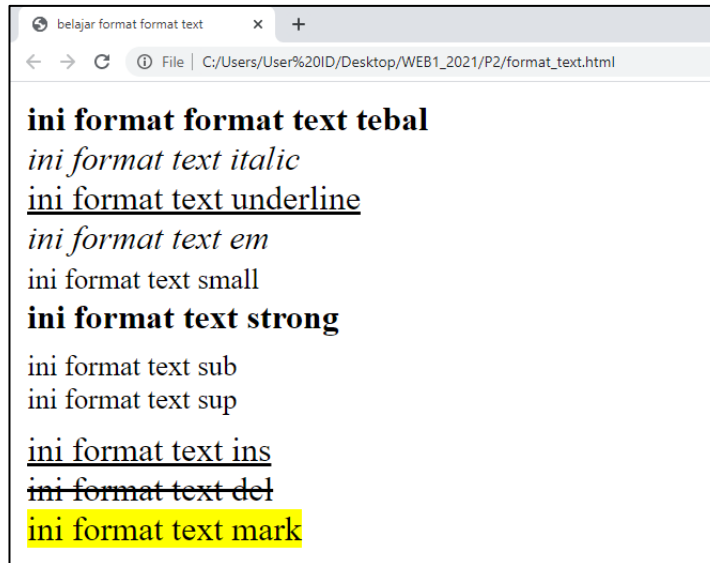 belajar format format text
File
C:/Users/User%20ID/Desktop/WEB1_2021/P2/format_text.html
ini format format text tebal
ini format text italic
ini format text underline
ini format text em
ini format text small
ini format text strong
ini format text sub
ini format text sup
ini format text ins
ini format text del
ini format text mark